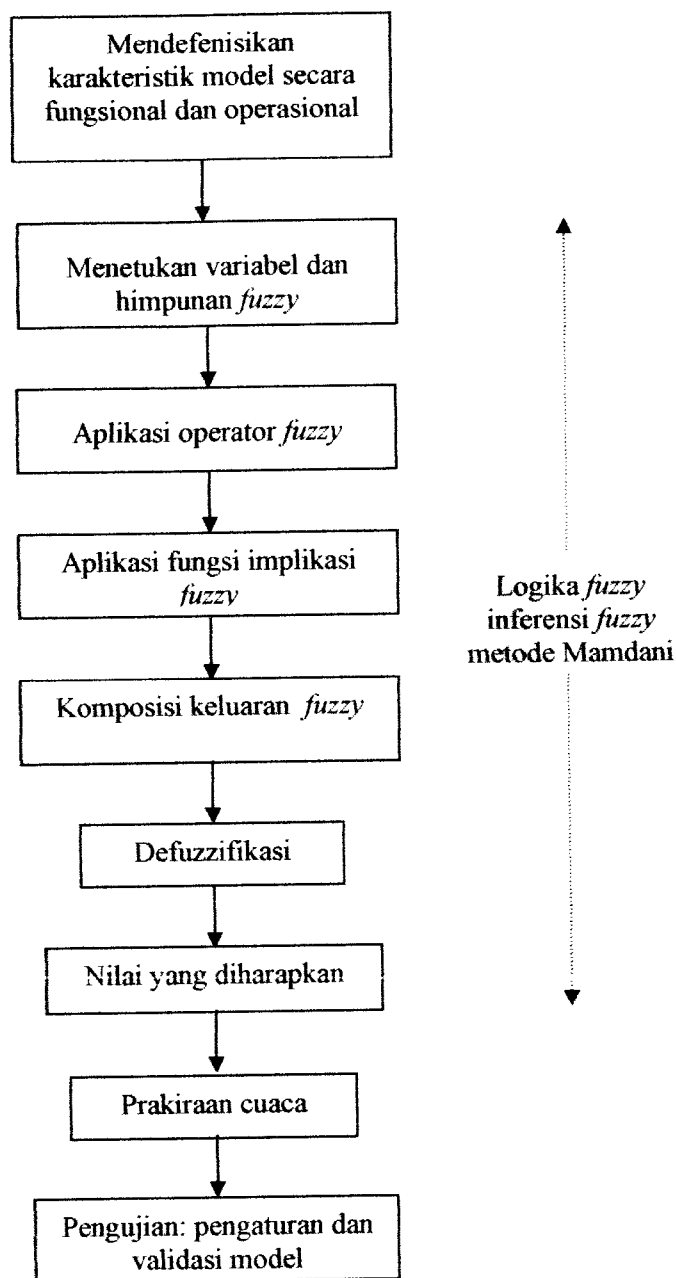 Mendefenisikan
karakteristik model secara
fungsional dan operasional
Menetukan variabel dan
himpunan fuzzy
Aplikasi operator fuzzy
Aplikasi fungsi implikasi
fuzzy
Komposisi keluaran fuzzy
Defuzzifikasi
Nilai yang diharapkan
Prakiraan cuaca
Pengujian: pengaturan dan
validasi model
Logika fuzzy
inferensi fuzzy
metode Mamdani